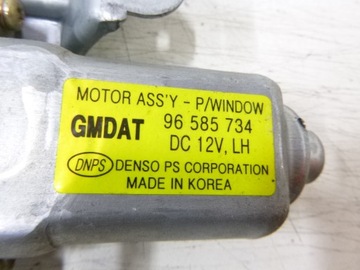 MOTOR ASS'Y - P/WINDOW
GMDAT 96 585 734
DC 12V, LH
DNPS DENSO PS CORPORATION
MADE IN KOREA